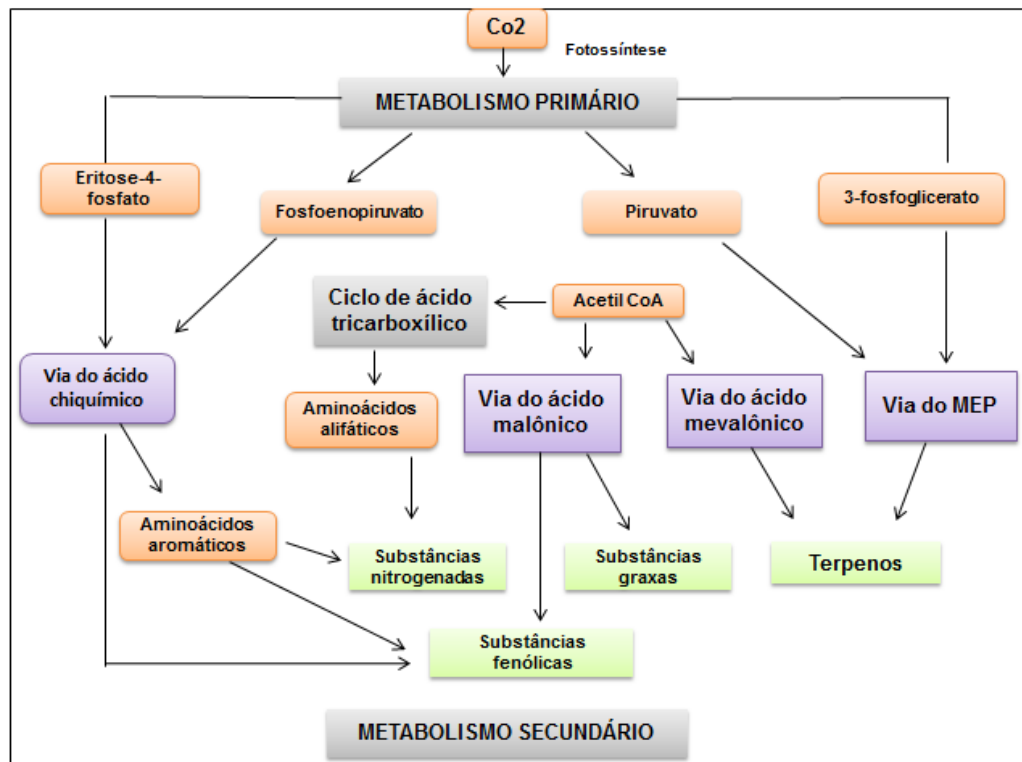 Co2
Fotossíntese
METABOLISMO PRIMÁRIO
Eritose-4-
fosfato
Fosfoenopiruvato
Piruvato
3-fosfoglicerato
Ciclo de ácido
tricarboxílico
Acetil CoA
Via do ácido
chiquímico
Aminoácidos
alifáticos
Via do ácido
malônico
Via do ácido
mevalônico
Via do MEP
Aminoácidos
aromáticos
Substâncias
nitrogenadas
Substâncias
graxas
Terpenos
Substâncias
fenólicas
METABOLISMO SECUNDÁRIO